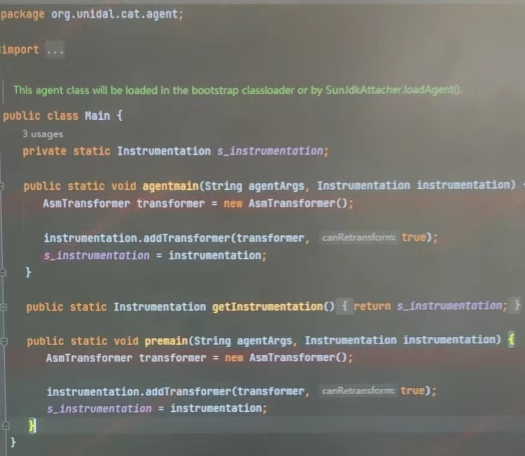 package org.unidal.cat.agent;
import ...
This agent class will be loaded in the bootstrap classloader or by SunJdkAttacher.loadAgent().
public class Main {
3 usages
private static Instrumentation s_instrumentation;
public static void agentmain(String agentArgs, Instrumentation instrumentation) {
AsmTransformer transformer = new AsmTransformer();
instrumentation.addTransformer(transformer, canRetransform: true);
s_instrumentation = instrumentation;
}
public static Instrumentation getInstrumentation() { return s_instrumentation; }
public static void premain(String agentArgs, Instrumentation instrumentation) {
AsmTransformer transformer = new AsmTransformer();
instrumentation.addTransformer(transformer, canRetransform: true);
s_instrumentation = instrumentation;
}
}